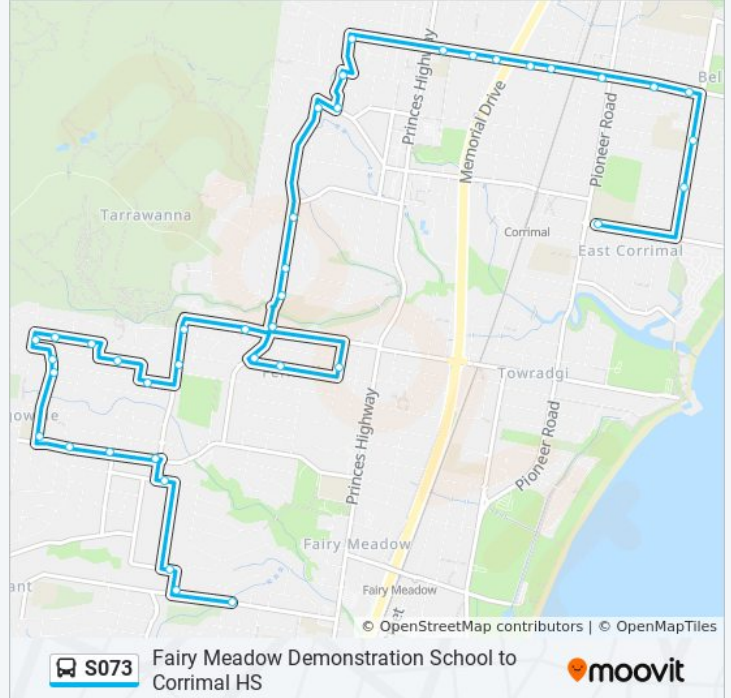 Princes Highway
Memorial Drive
Pioneer Road
Bel
Tarrawanna
Corrimal
East Corrimal
Towradgi
Princes Highway
Pioneer Road
Fairy Meadow
Fairy Meadow
ant
© OpenStreetMap contributors | © OpenMapTiles
S073
Fairy Meadow Demonstration School to
Corrimal HS
moovit